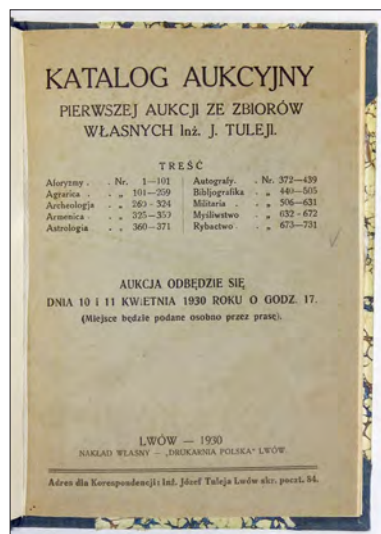 KATALOG AUKCYJNY
PIERWSZEJ AUKCJI ZE ZBIORÓW
WŁASNYCH Inż. J. TULEJI.
TREŚĆ
Aforyzmy . . Nr. 1—101
Agrarica . . „ 101—259
Archeologja . „ 260 - 324
Armenica . . „ 325—359
Astrologia . . „ 360—371
Autografy. . Nr. 372—439
Bibljografika . „ 440—505
Militaria . „ 506—631
Myśliwstwo . „ 632 - 672
Rybactwo . „ 673—731
AUKCJA ODBĘDZIE SIĘ
DNIA 10 i 11 KWIETNIA 1930 ROKU O GODZ. 17.
(Miejsce będzie podane osobno przez prasę).
LWÓW — 1930
NAKŁAD WŁASNY — „DRUKARNIA POLSKA" LWÓW.
Adres dla Korespondencji: Inż. Józef Tuleja Lwów skr. poczt. 84.